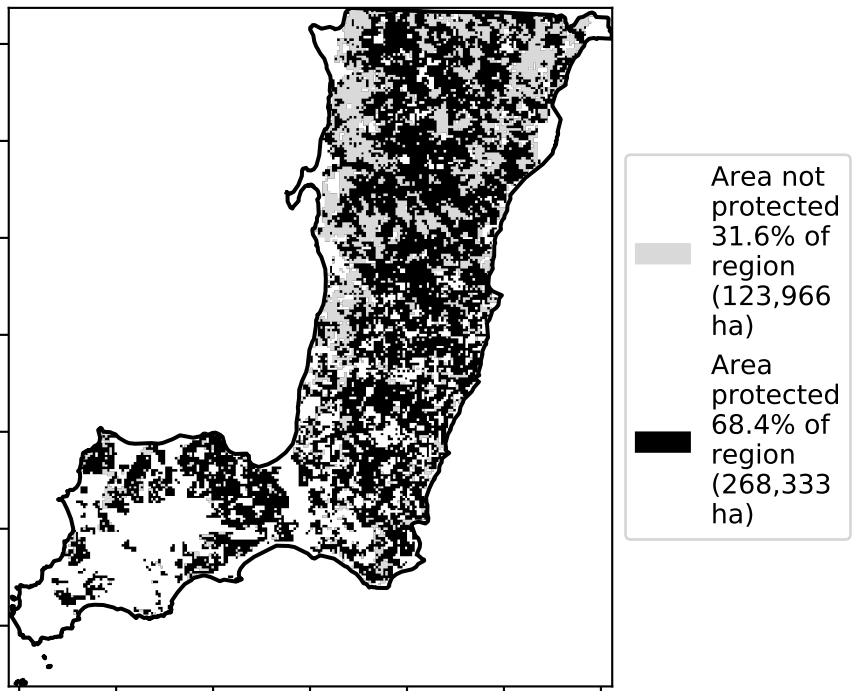 Area not
protected
31.6% of
region
(123,966
ha)
Area
protected
68.4% of
region
(268,333
ha)